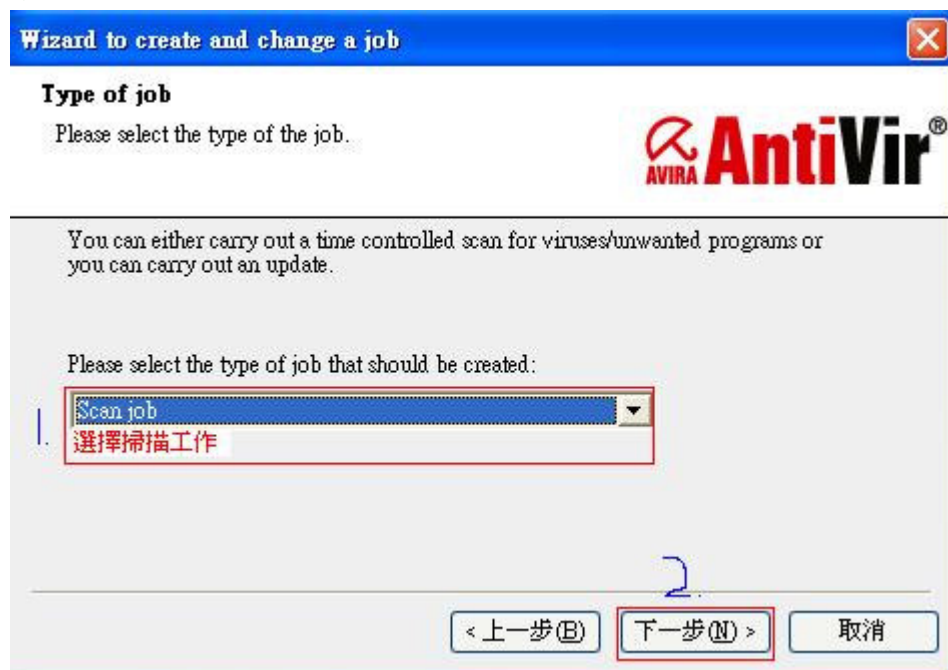 Wizard to create and change a job
Type of job
Please select the type of the job.
AVIRA AntiVir®
You can either carry out a time controlled scan for viruses/unwanted programs or
you can carry out an update.
Please select the type of job that should be created:
Scan job
1.
選擇掃描工作
2.
<上一步(B)
下一步(N) >
取消